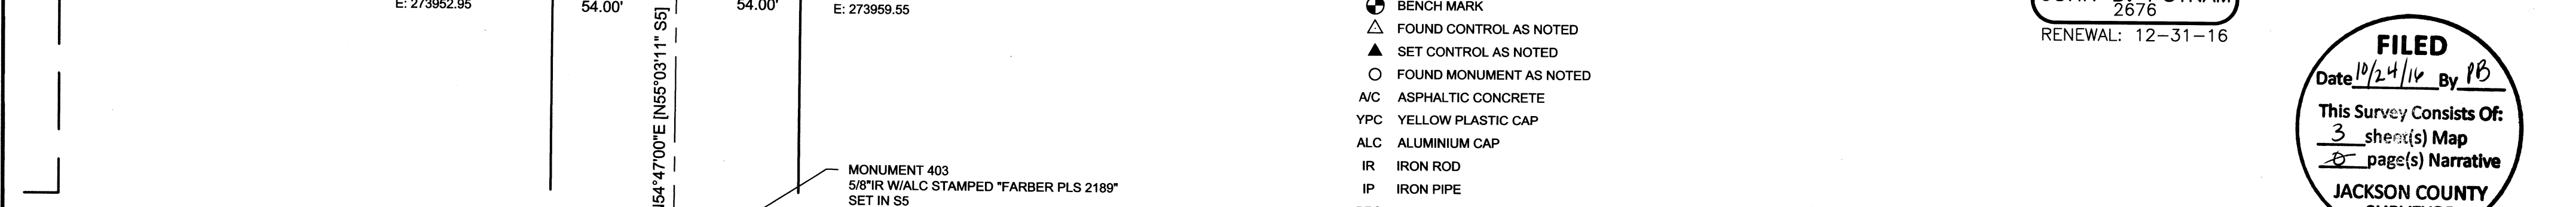 E: 273952.95
54.00'
N54°47'00"E [N55°03'11" S5]
54.00'
E: 273959.55
MONUMENT 403
5/8"IR W/ALC STAMPED "FARBER PLS 2189"
SET IN S5
BENCH MARK
FOUND CONTROL AS NOTED
SET CONTROL AS NOTED
FOUND MONUMENT AS NOTED
A/C ASPHALTIC CONCRETE
YPC YELLOW PLASTIC CAP
ALC ALUMINIUM CAP
IR IRON ROD
IP IRON PIPE
2676
RENEWAL: 12-31-16
FILED
Date 10/24/16 By PB
This Survey Consists Of:
3 sheet(s) Map
0 page(s) Narrative
JACKSON COUNTY